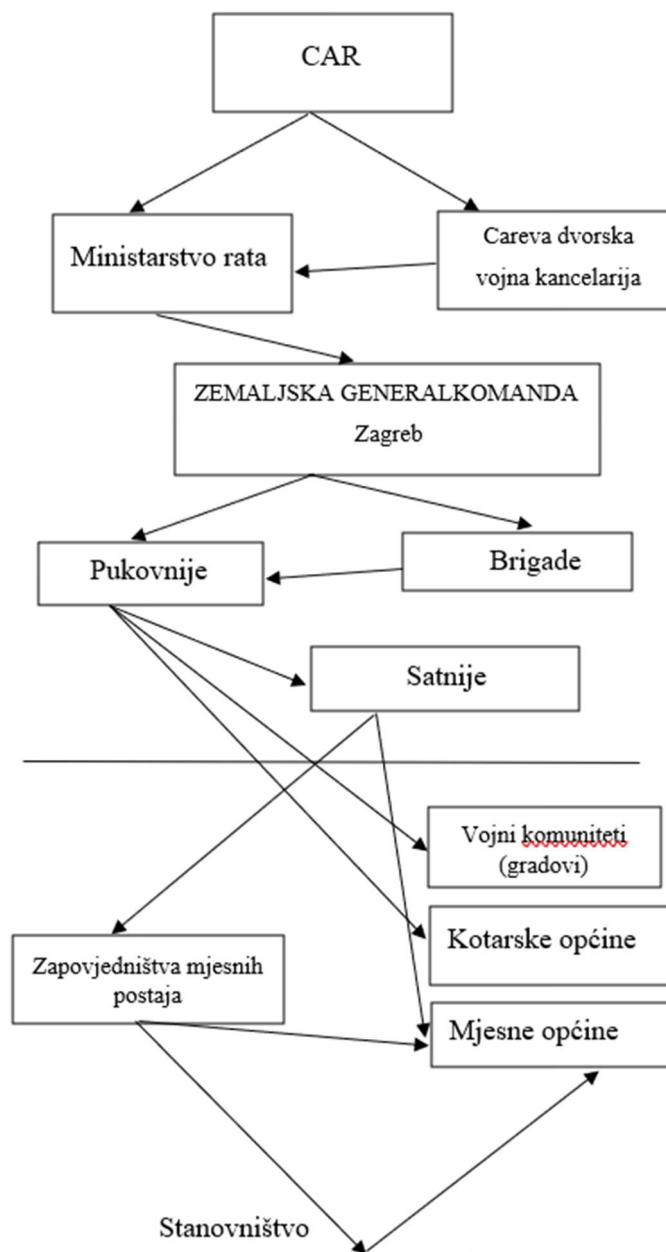 CAR
Ministarstvo rata
Careva dvorska
vojna kancelarija
ZEMALJSKA GENERALKOMANDA
Zagreb
Pukovnije
Brigade
Satnije
Vojni komuniteti
(gradovi)
Kotarske općine
Zapovjedništva mjesnih
postaja
Mjesne općine
Stanovništvo